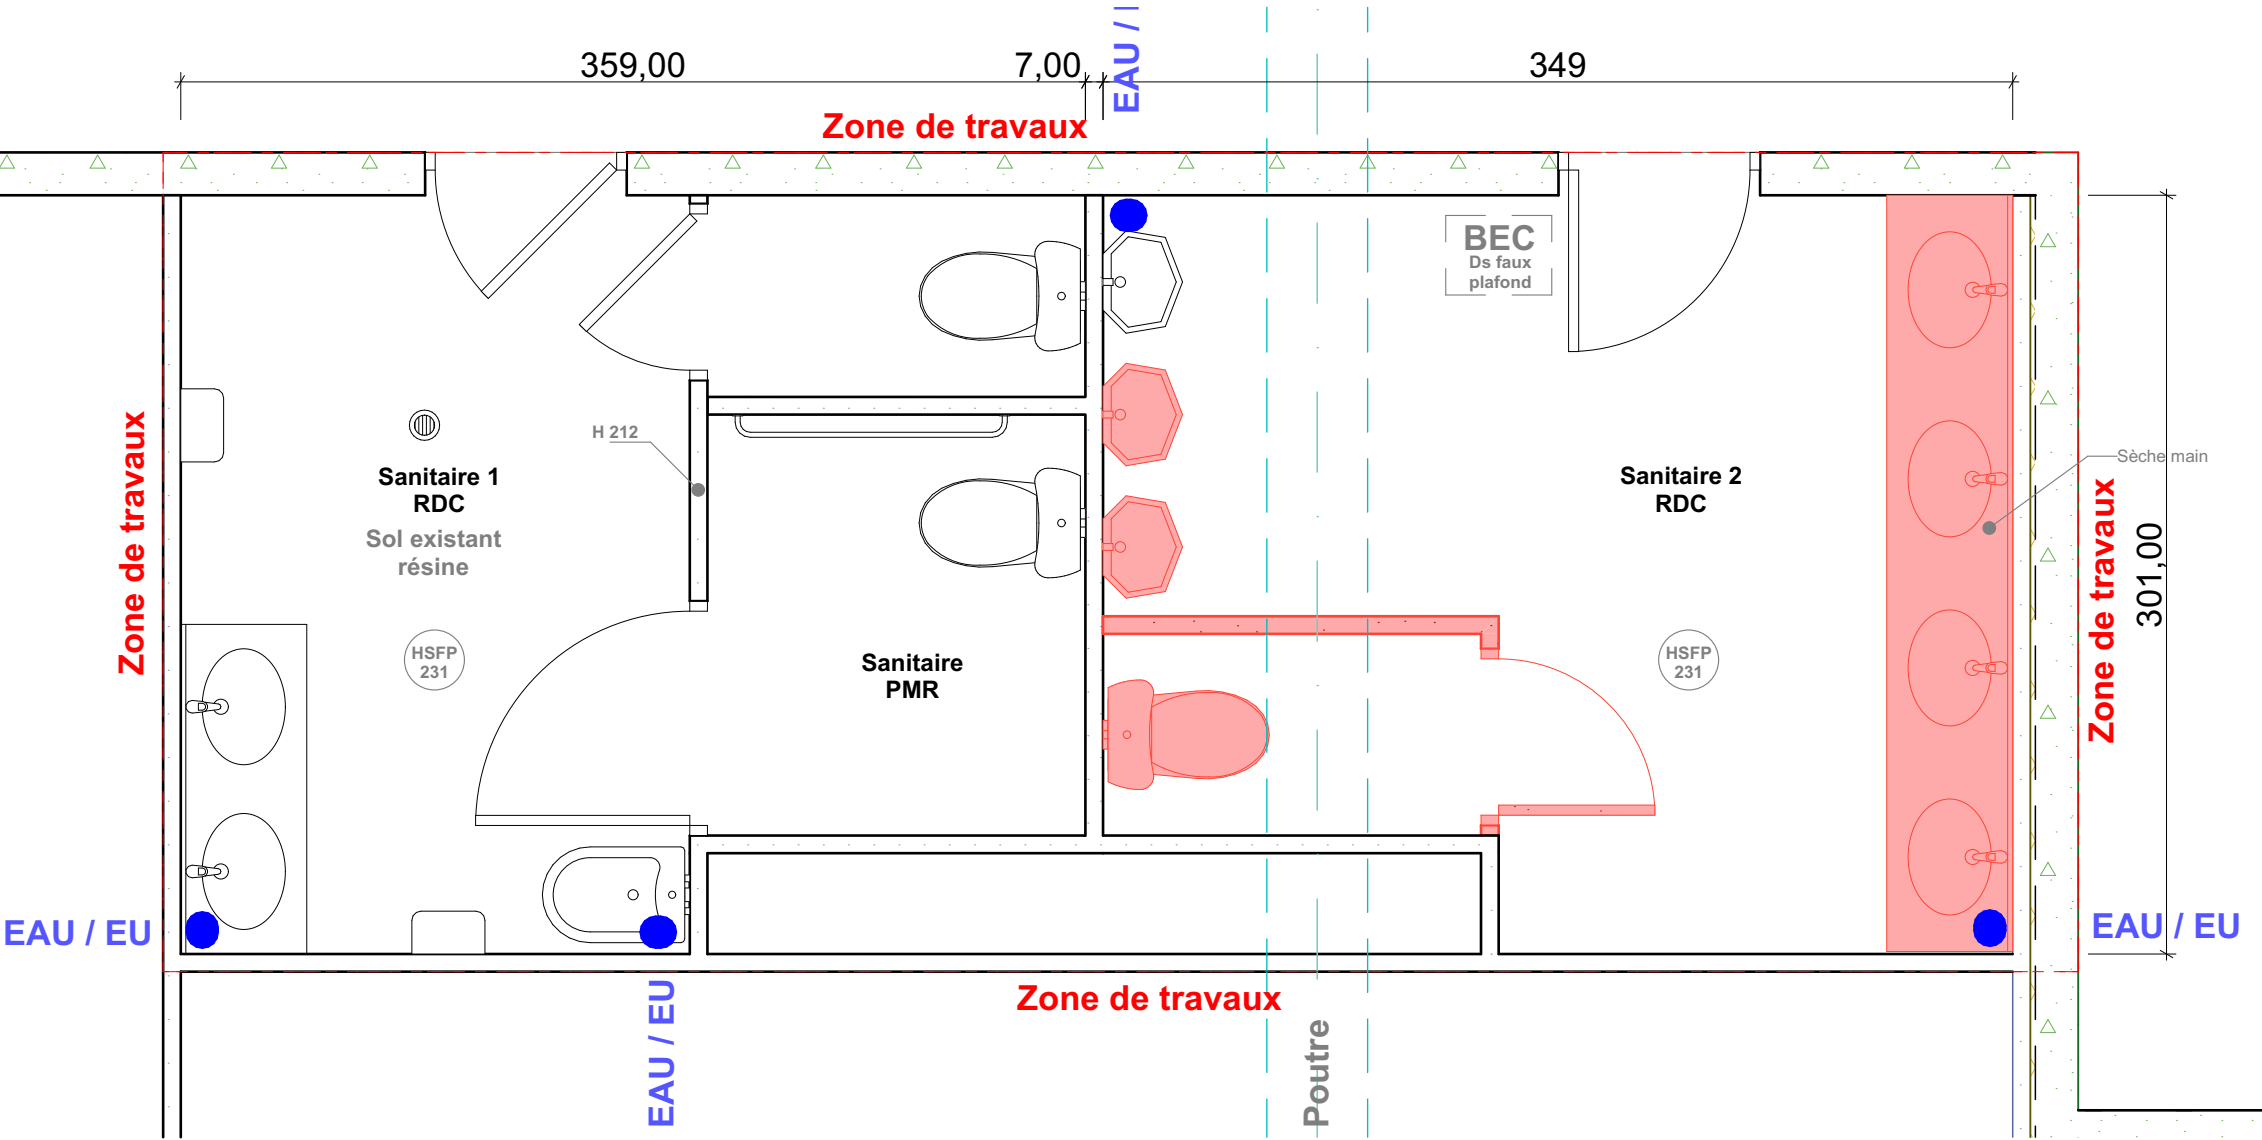 EAU /
359,00
7,00
349
Zone de travaux
BEC
Ds faux
plafond
H 212
Sanitaire 1
RDC
Sol existant
résine
HSFP
231
Sanitaire
PMR
Sanitaire 2
RDC
HSFP
231
Sèche main
Zone de travaux
Zone de travaux
301,00
EAU / EU
EAU / EU
Zone de travaux
EAU / EU
Poutre